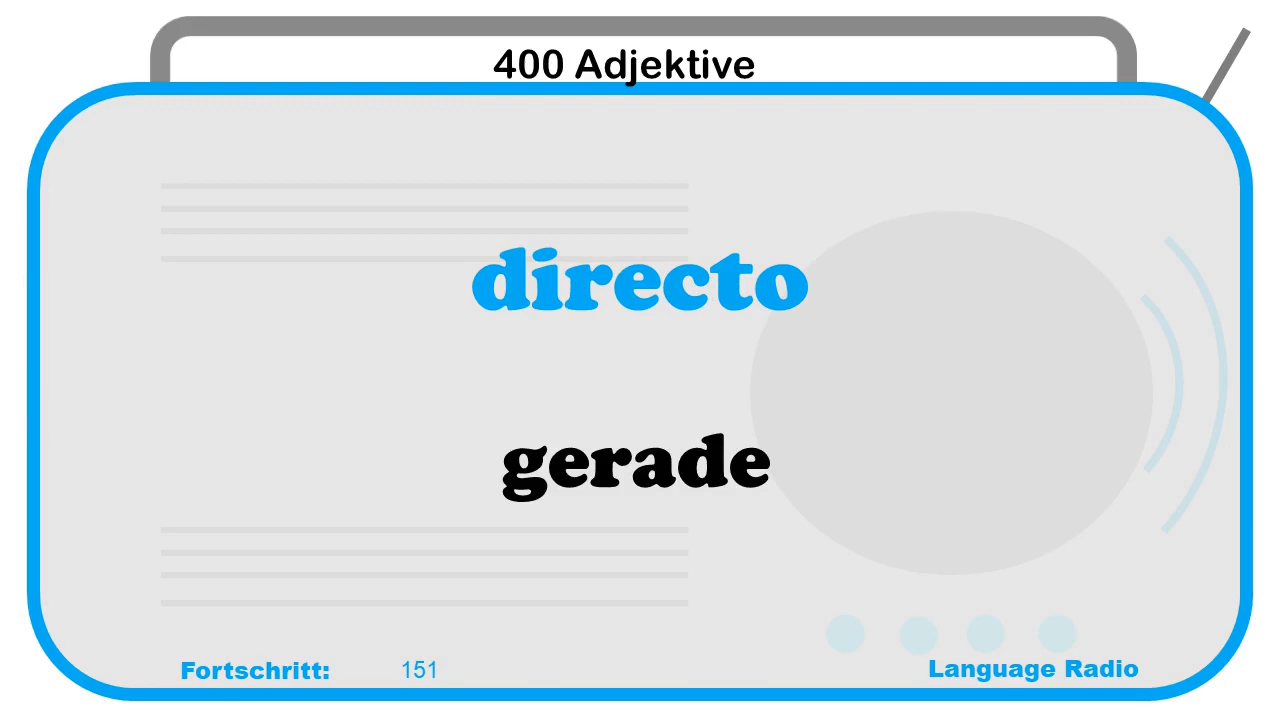 400 Adjektive
directo
gerade
Fortschritt: 151
Language Radio